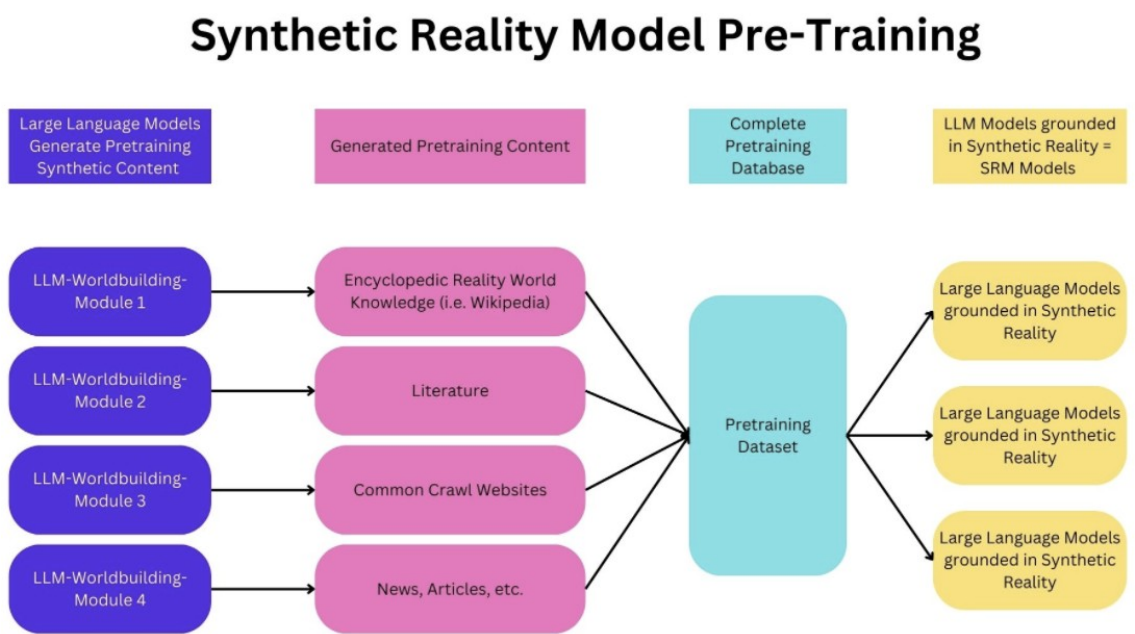 Synthetic Reality Model Pre-Training
Large Language Models
Generate Pretraining
Synthetic Content
Generated Pretraining Content
Complete
Pretraining
Database
LLM Models grounded
in Synthetic Reality =
SRM Models
LLM-Worldbuilding-
Module 1
LLM-Worldbuilding-
Module 2
LLM-Worldbuilding-
Module 3
LLM-Worldbuilding-
Module 4
Encyclopedic Reality World
Knowledge (i.e. Wikipedia)
Literature
Common Crawl Websites
News, Articles, etc.
Pretraining
Dataset
Large Language Models
grounded in Synthetic
Reality
Large Language Models
grounded in Synthetic
Reality
Large Language Models
grounded in Synthetic
Reality